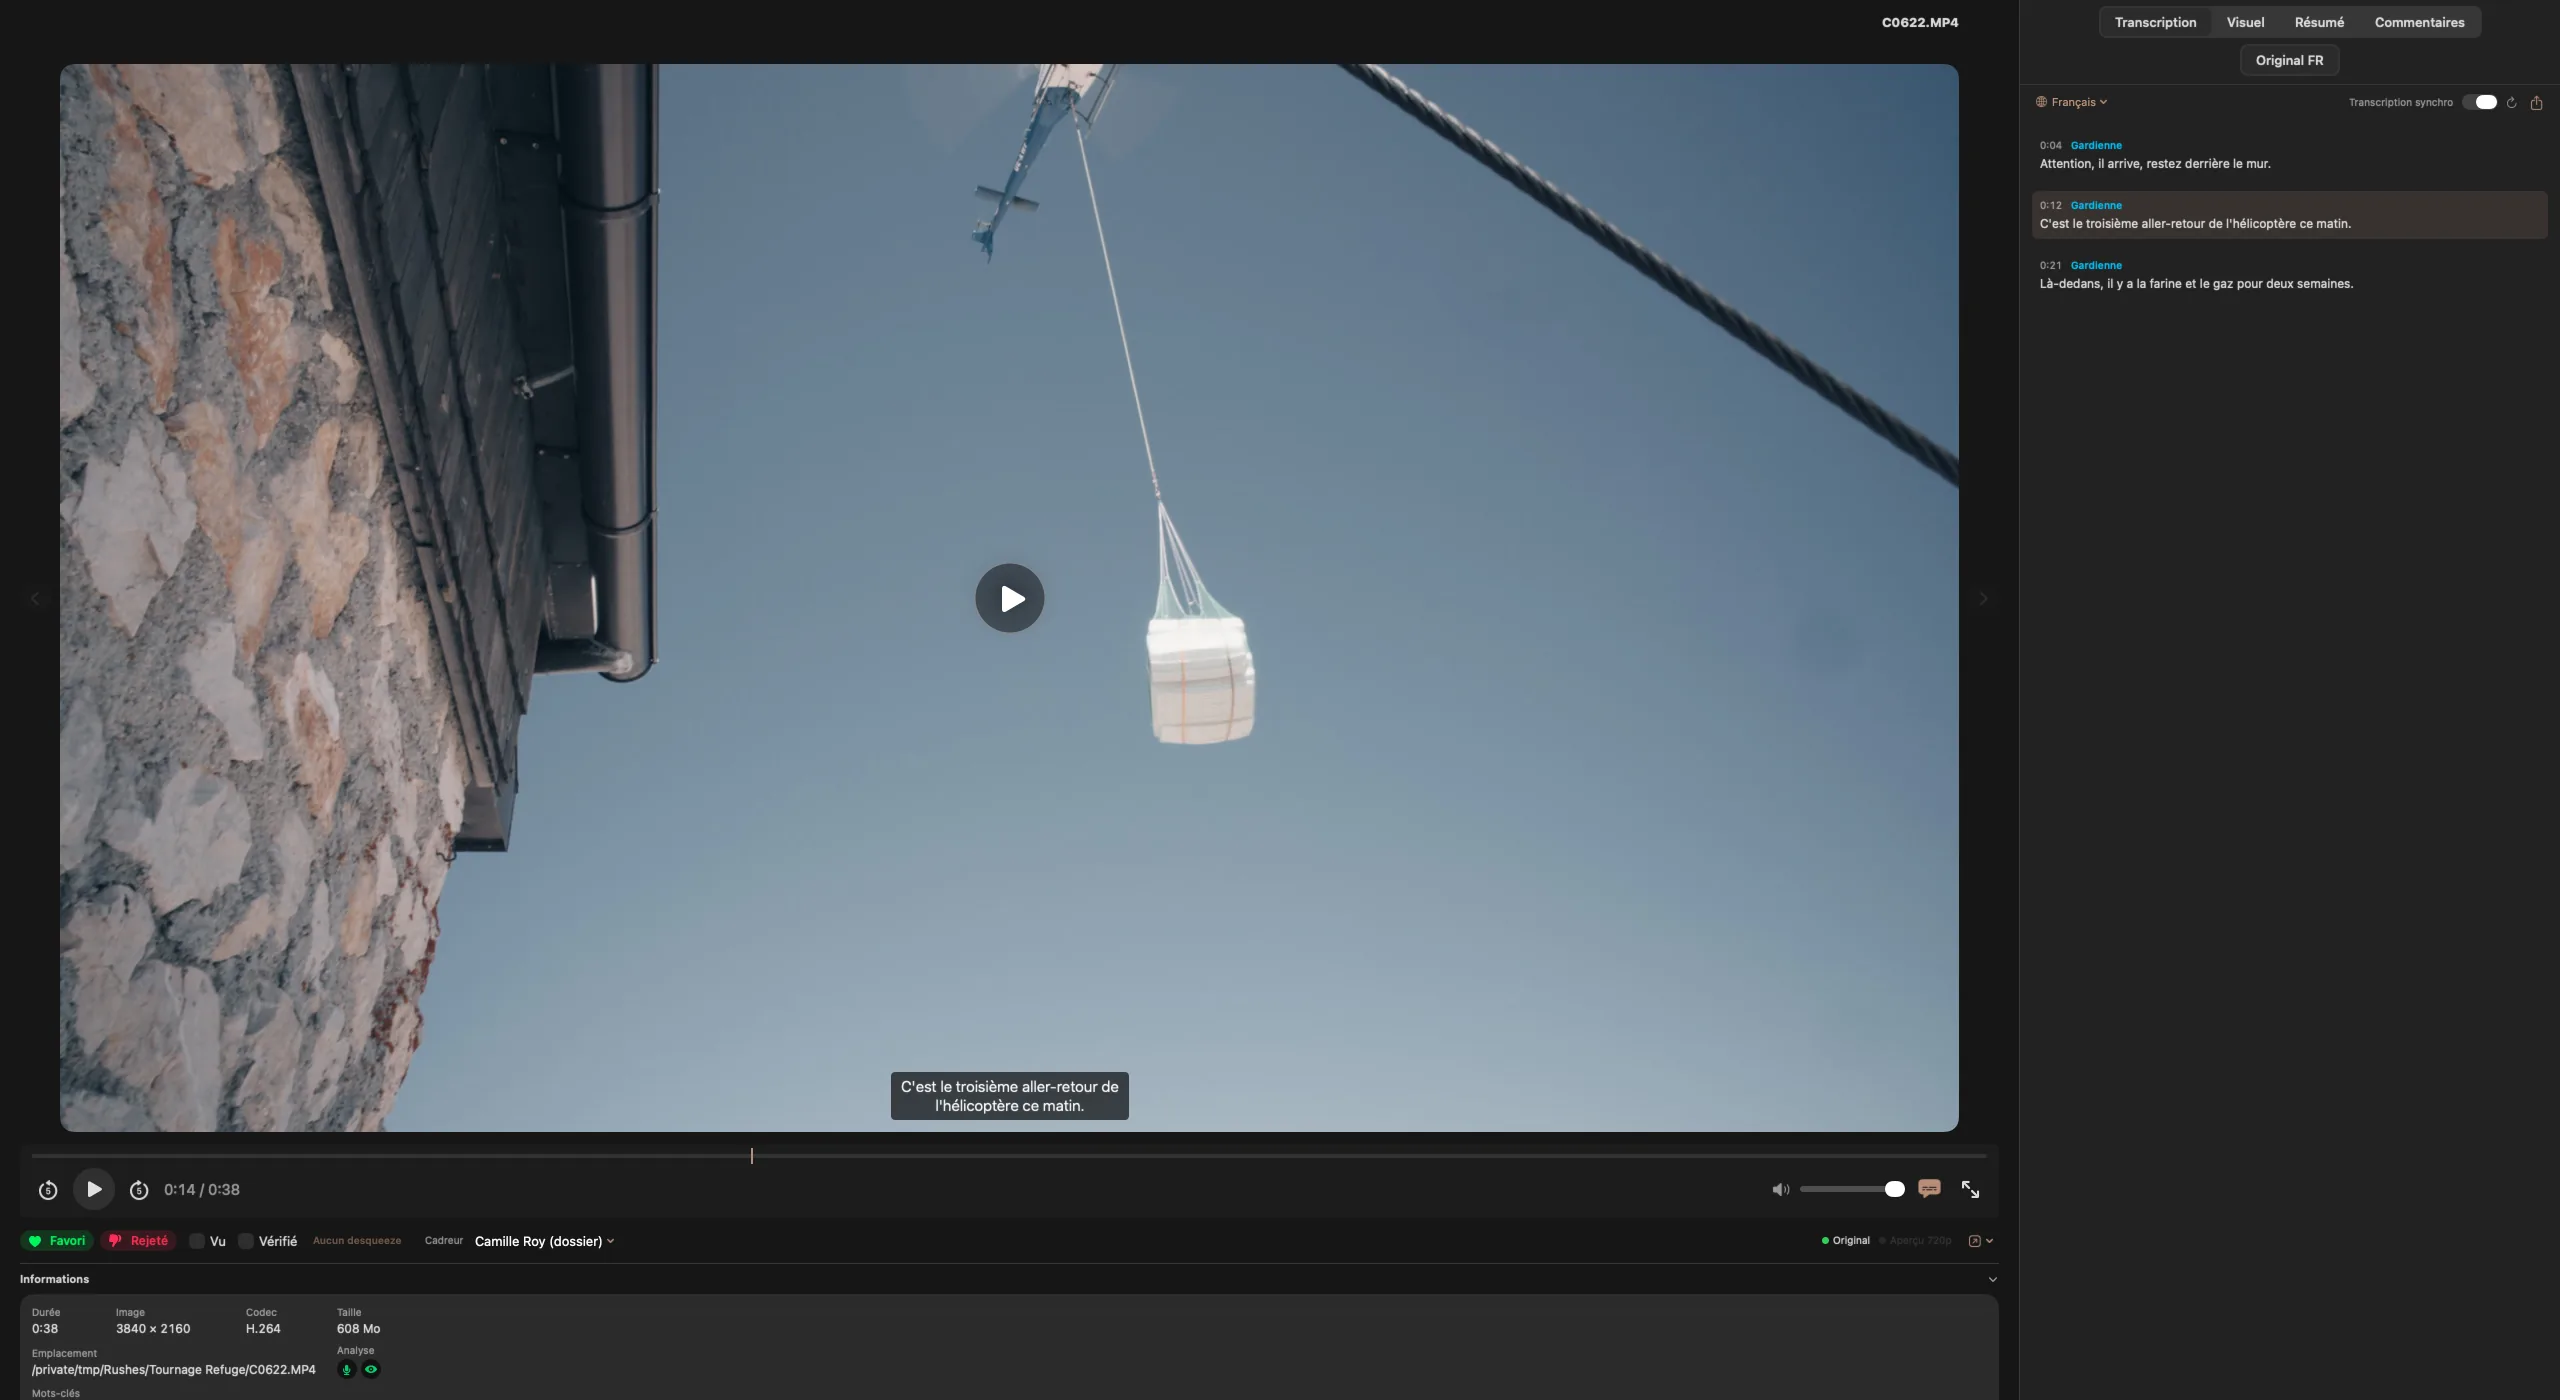 C0622.MP4
Transcription Visuel Résumé Commentaires
Original FR
Français
Transcription synchro
0:04 Gardienne
Attention, il arrive, restez derrière le mur.
0:12 Gardienne
C'est le troisième aller-retour de l'hélicoptère ce matin.
0:21 Gardienne
Là-dedans, il y a la farine et le gaz pour deux semaines.
C'est le troisième aller-retour de
l'hélicoptère ce matin.
5 5 0:14 / 0:38
Favori Rejeté Vu Vérifié Aucun desqueeze Cadreur Camille Roy (dossier)
Original Aperçu 720p
Informations
Durée Image Codec Taille
0:38 3840 × 2160 H.264 608 Mo
Emplacement Analyse
/private/tmp/Rushes/Tournage Refuge/C0622.MP4
Mots-clés